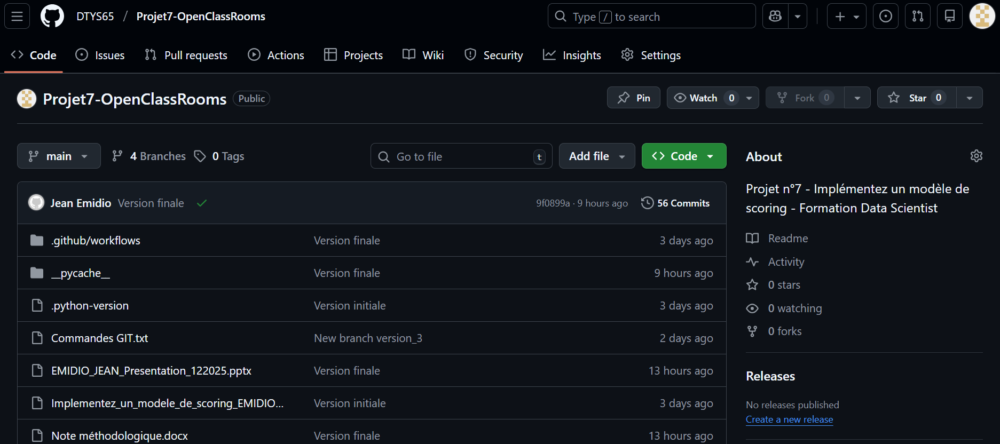 DTYS65 / Projet7-OpenClassRooms
Type / to search
Code
Issues
Pull requests
Actions
Projects
Wiki
Security
Insights
Settings
Projet7-OpenClassRooms Public
Pin
Watch 0
Fork 0
Star 0
main
4 Branches
0 Tags
Go to file t
Add file
Code
Jean Emidio Version finale 9f0899a · 9 hours ago 56 Commits
.github/workflows Version finale 3 days ago
__pycache__ Version finale 9 hours ago
.python-version Version initiale 3 days ago
Commandes GIT.txt New branch version_3 2 days ago
EMIDIO_JEAN_Presentation_122025.pptx Version finale 13 hours ago
Implementez_un_modele_de_scoring_EMIDIO... Version initiale 3 days ago
Note méthodologique.docx Version finale 13 hours ago
About
Projet n°7 - Implémentez un modèle de
scoring - Formation Data Scientist
Readme
Activity
0 stars
0 watching
0 forks
Releases
No releases published
Create a new release